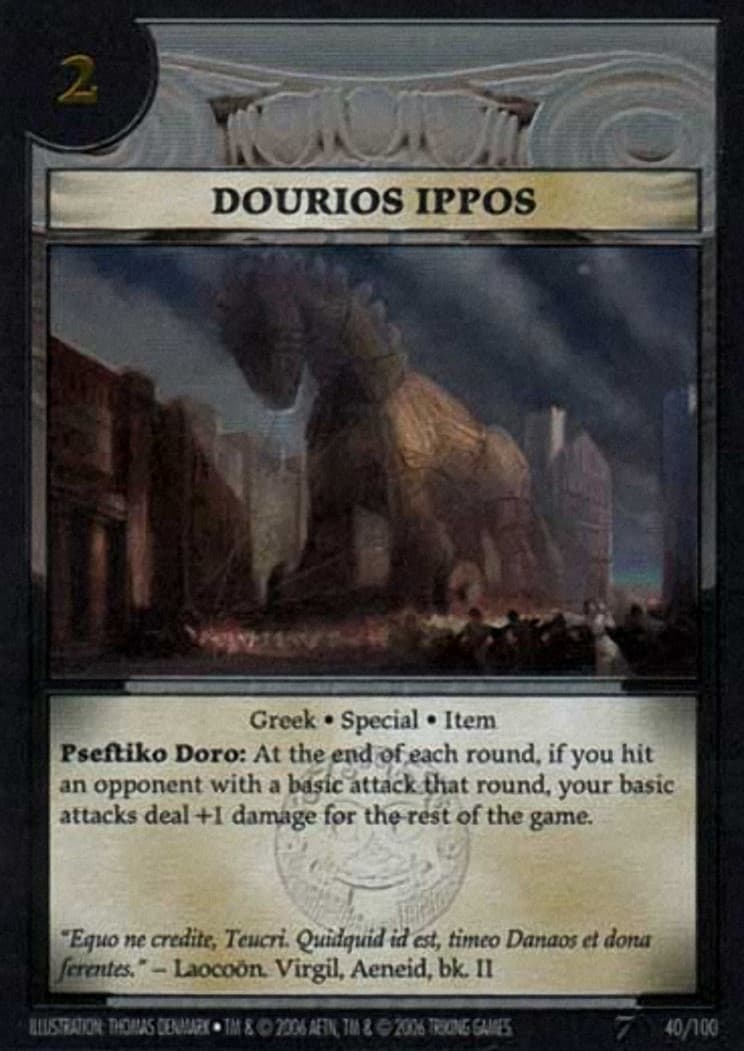 2
DOURIOS IPPOS
Greek • Special • Item
Pseftiko Doro: At the end of each round, if you hit
an opponent with a basic attack that round, your basic
attacks deal +1 damage for the rest of the game.
"Equo ne credite, Teucri. Quidquid id est, timeo Danaos et dona
ferentes." – Laocoön. Virgil, Aeneid, bk. II
ILLUSTRATION: THOMAS DENMARK • TM & © 2006 AETN, TM & © 2006 TRIKING GAMES
40/100